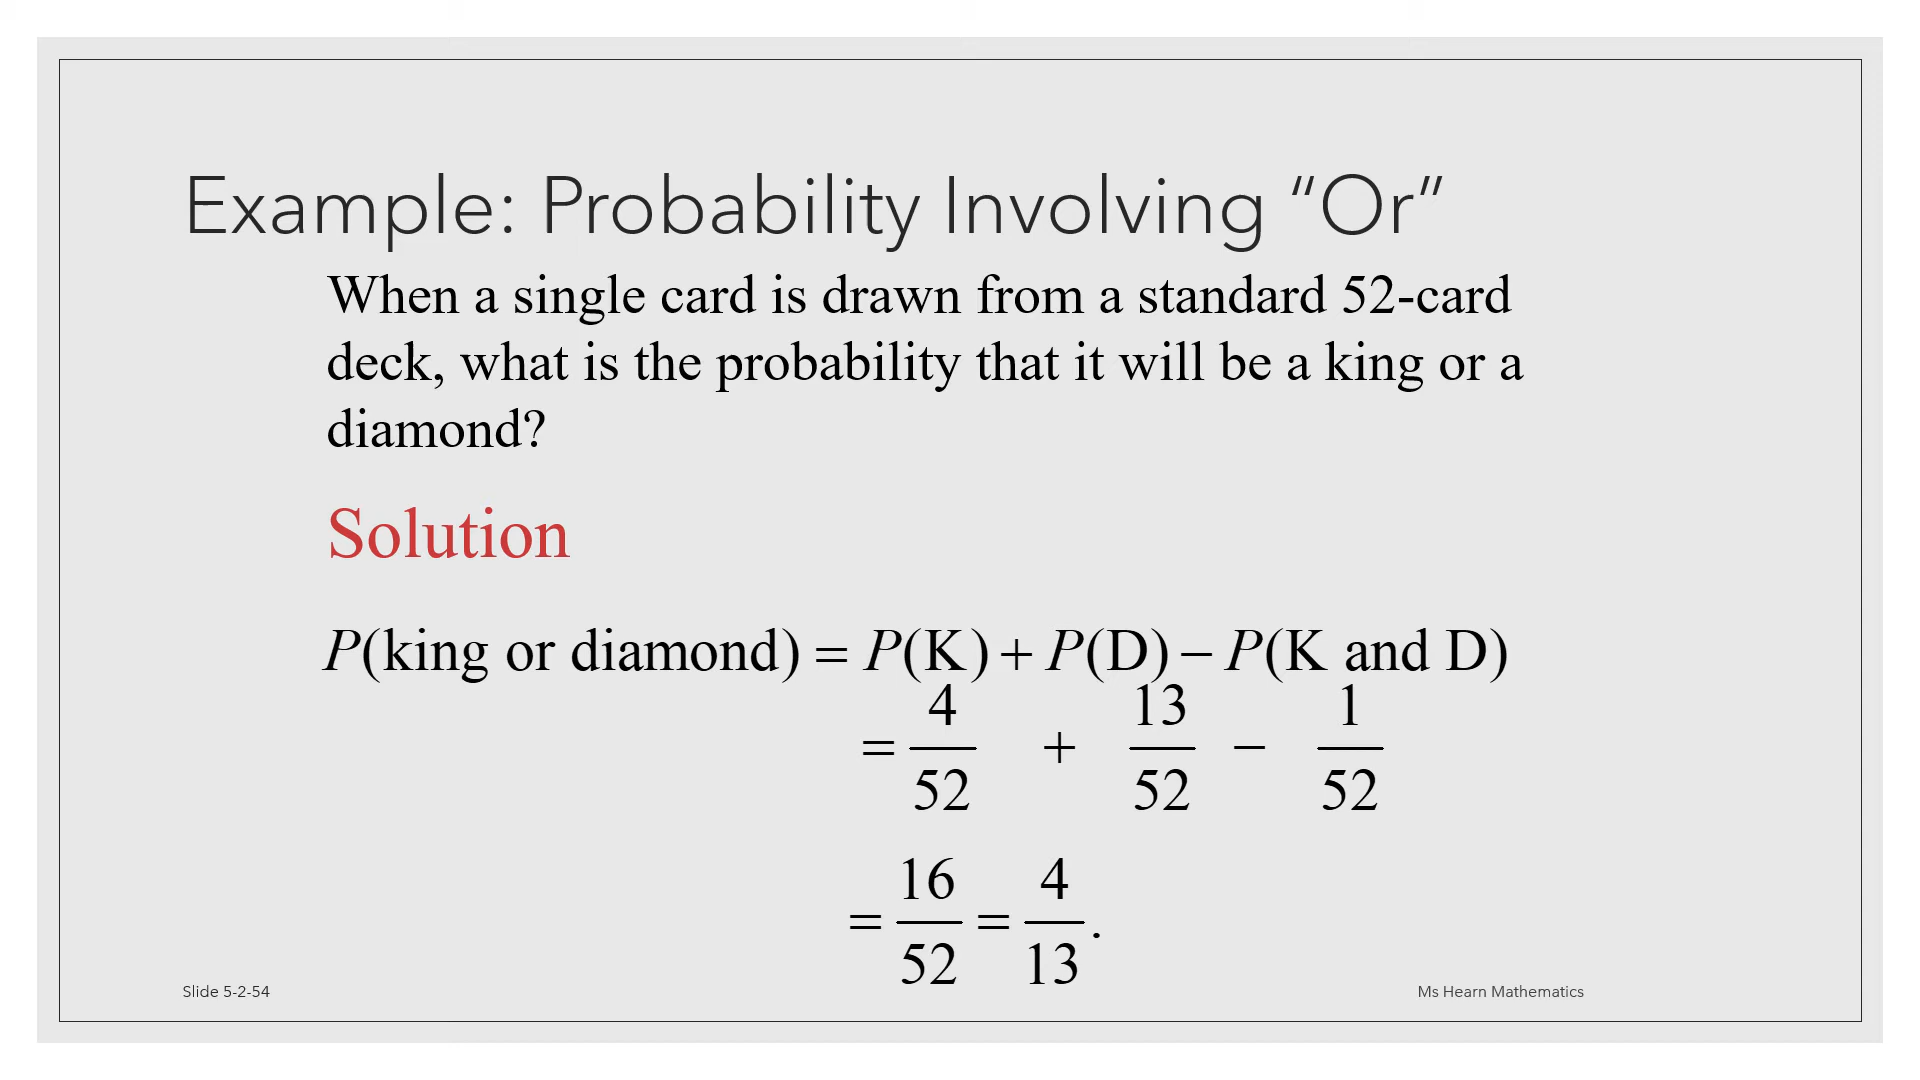 Example: Probability Involving “Or”
When a single card is drawn from a standard 52-card
deck, what is the probability that it will be a king or a
diamond?
Solution
P(king or diamond) = P(K) + P(D) − P(K and D)
= 4/52 + 13/52 − 1/52
= 16/52 = 4/13.
Slide 5-2-54
Ms Hearn Mathematics